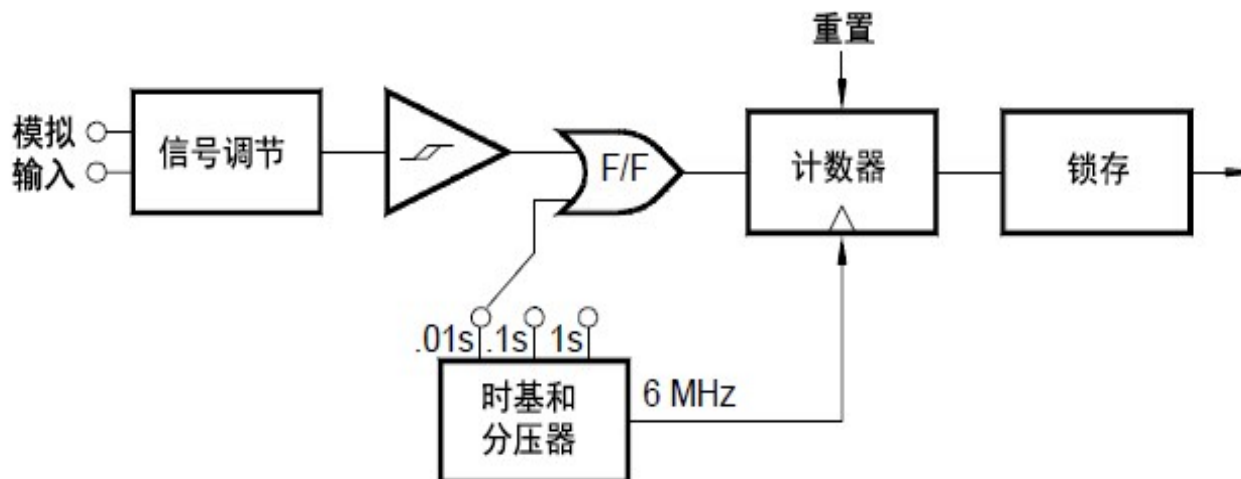 重置
模拟
输入
信号调节
F/F
计数器
锁存
.01s .1s 1s
时基和
分压器
6 MHz